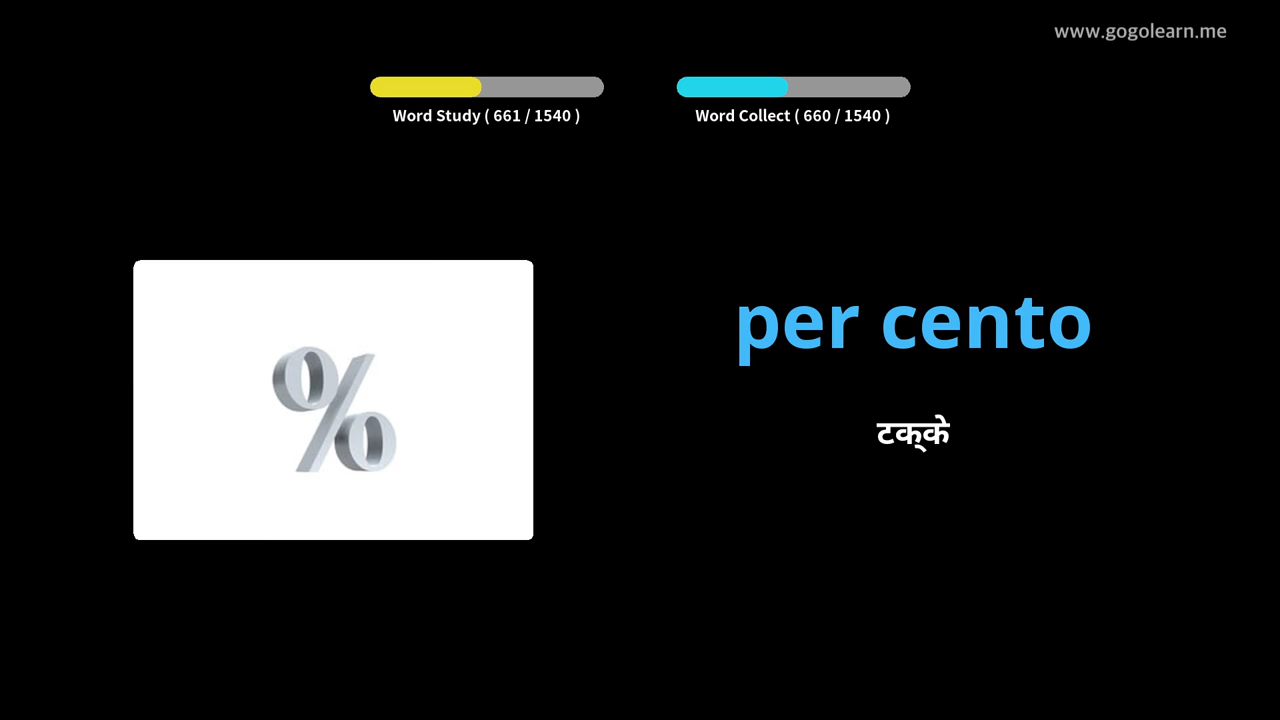 www.gogolearn.me
Word Study ( 661 / 1540 )
Word Collect ( 660 / 1540 )
%
per cento
टक्के